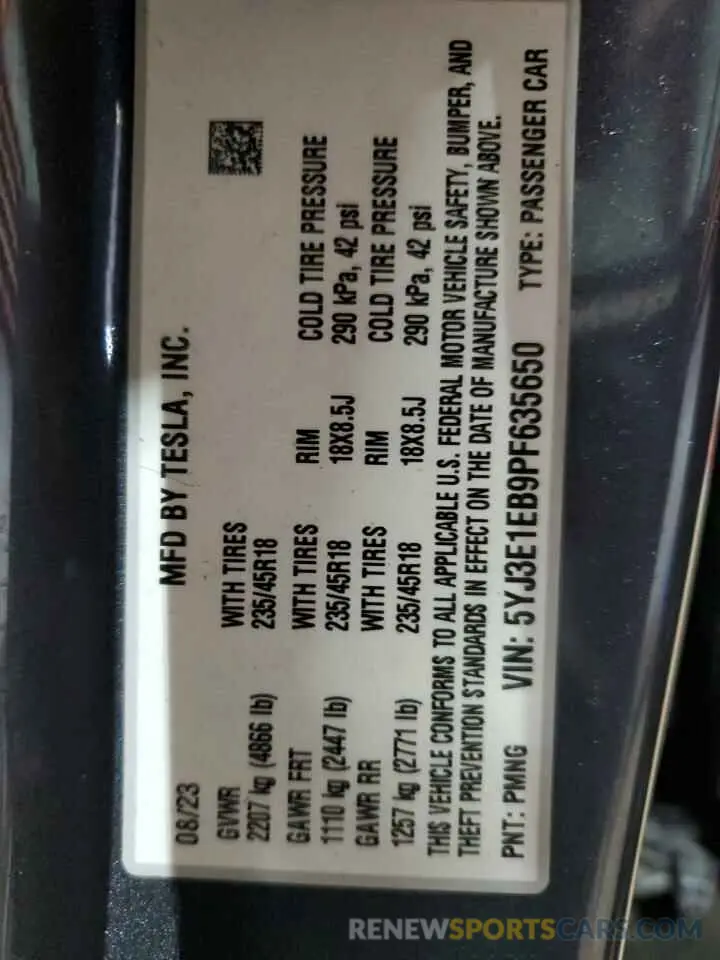 MFD BY TESLA, INC.
08/23
GVWR WITH TIRES
2207 kg (4866 lb) 235/45R18
GAWR FRT WITH TIRES RIM COLD TIRE PRESSURE
1110 kg (2447 lb) 235/45R18 18X8.5J 290 kPa, 42 psi
GAWR RR WITH TIRES RIM COLD TIRE PRESSURE
1257 kg (2771 lb) 235/45R18 18X8.5J 290 kPa, 42 psi
THIS VEHICLE CONFORMS TO ALL APPLICABLE U.S. FEDERAL MOTOR VEHICLE SAFETY, BUMPER, AND
THEFT PREVENTION STANDARDS IN EFFECT ON THE DATE OF MANUFACTURE SHOWN ABOVE.
PNT: PMNG VIN: 5YJ3E1EB9PF635650 TYPE: PASSENGER CAR
RENEWSPORTCARS.COM